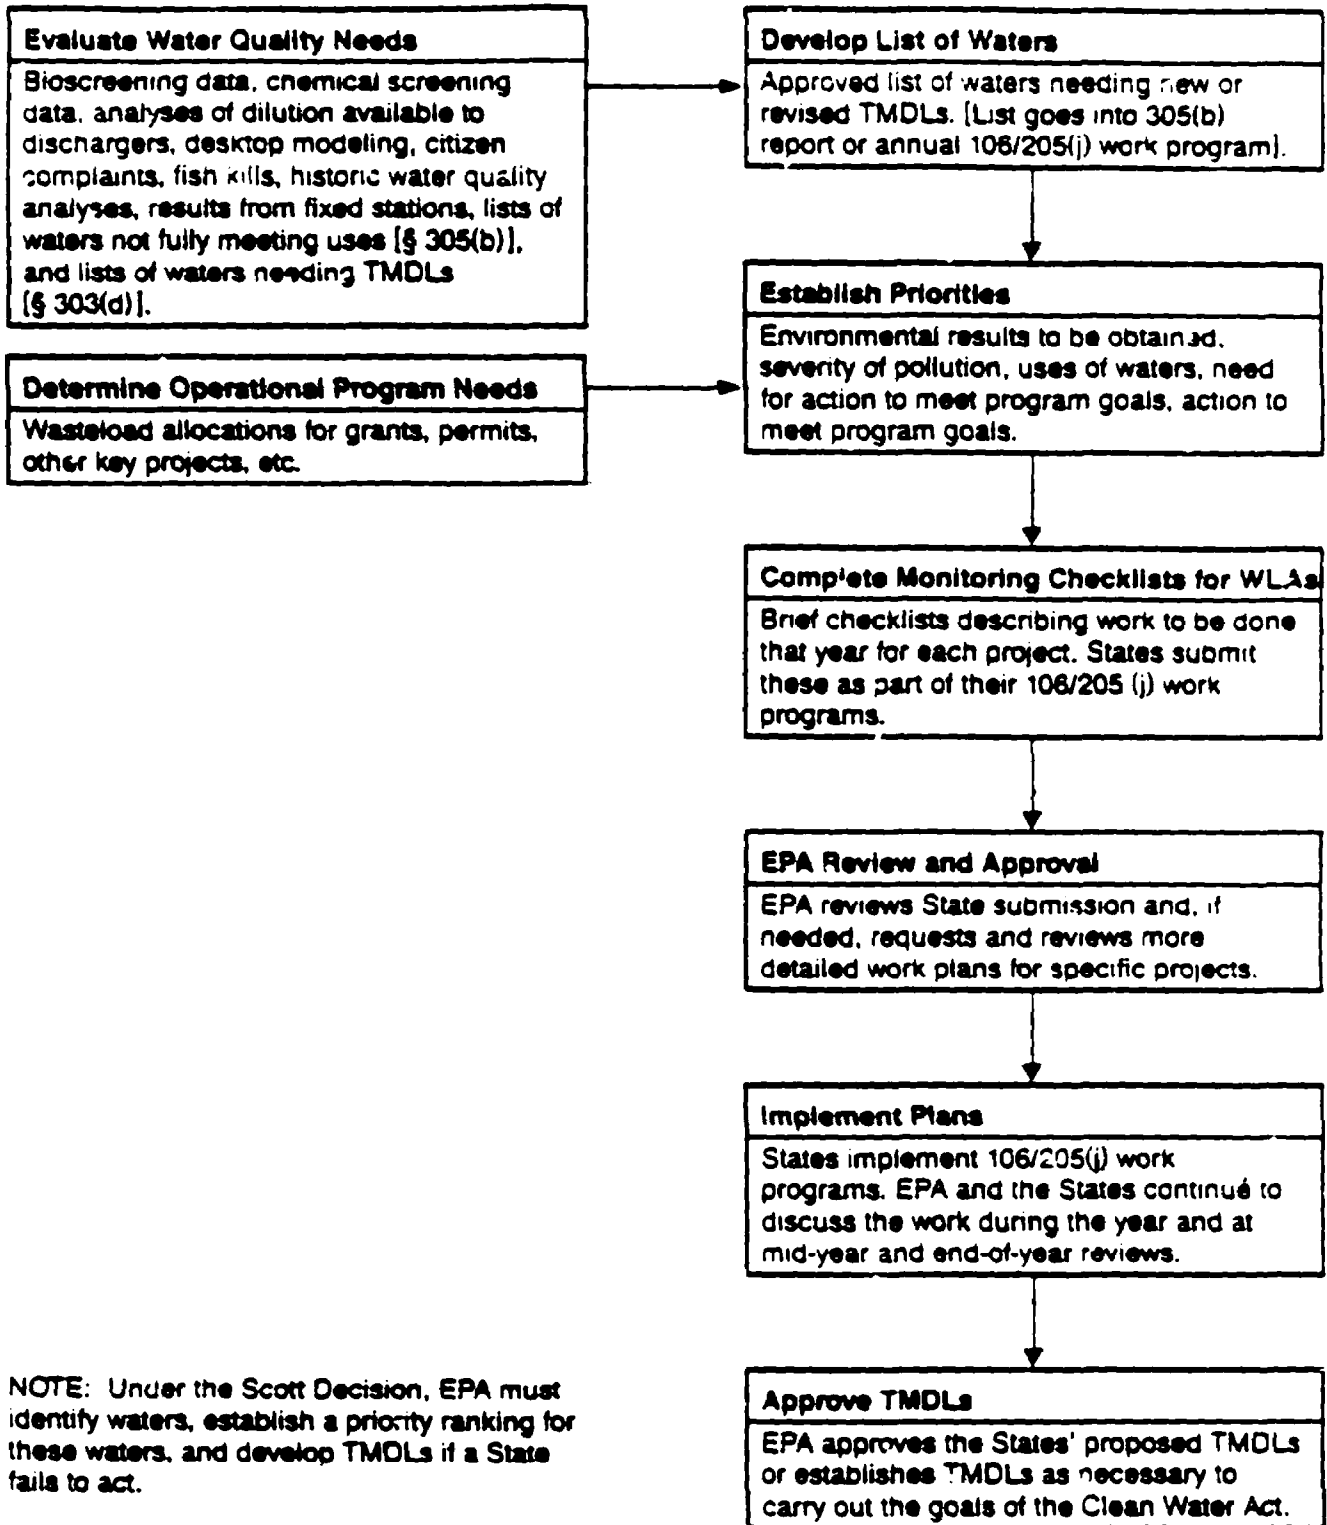 Evaluate Water Quality Needs
Bioscreening data, chemical screening
data, analyses of dilution available to
dischargers, desktop modeling, citizen
complaints, fish kills, historic water quality
analyses, results from fixed stations, lists of
waters not fully meeting uses [§ 305(b)],
and lists of waters needing TMDLs
[§ 303(d)].
Determine Operational Program Needs
Wasteload allocations for grants, permits,
other key projects, etc.
Develop List of Waters
Approved list of waters needing new or
revised TMDLs. [List goes into 305(b)
report or annual 106/205(j) work program].
Establish Priorities
Environmental results to be obtained,
severity of pollution, uses of waters, need
for action to meet program goals, action to
meet program goals.
Complete Monitoring Checklists for WLAs
Brief checklists describing work to be done
that year for each project. States submit
these as part of their 106/205 (j) work
programs.
EPA Review and Approval
EPA reviews State submission and, if
needed, requests and reviews more
detailed work plans for specific projects.
Implement Plans
States implement 106/205(j) work
programs. EPA and the States continue to
discuss the work during the year and at
mid-year and end-of-year reviews.
Approve TMDLs
EPA approves the States' proposed TMDLs
or establishes TMDLs as necessary to
carry out the goals of the Clean Water Act.
NOTE: Under the Scott Decision, EPA must
identify waters, establish a priority ranking for
these waters, and develop TMDLs if a State
fails to act.